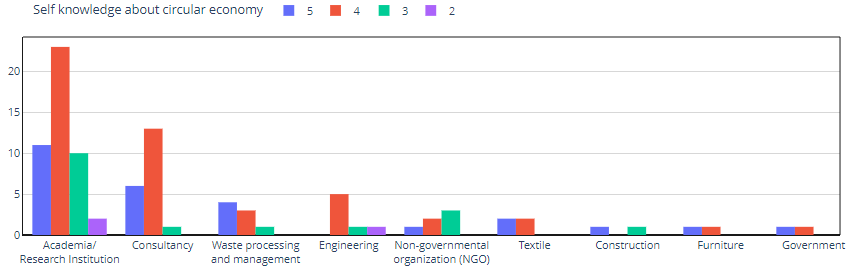 Self knowledge about circular economy 5 4 3 2
20
15
10
5
0
Academia/
Research Institution
Consultancy
Waste processing
and management
Engineering
Non-governmental
organization (NGO)
Textile
Construction
Furniture
Government